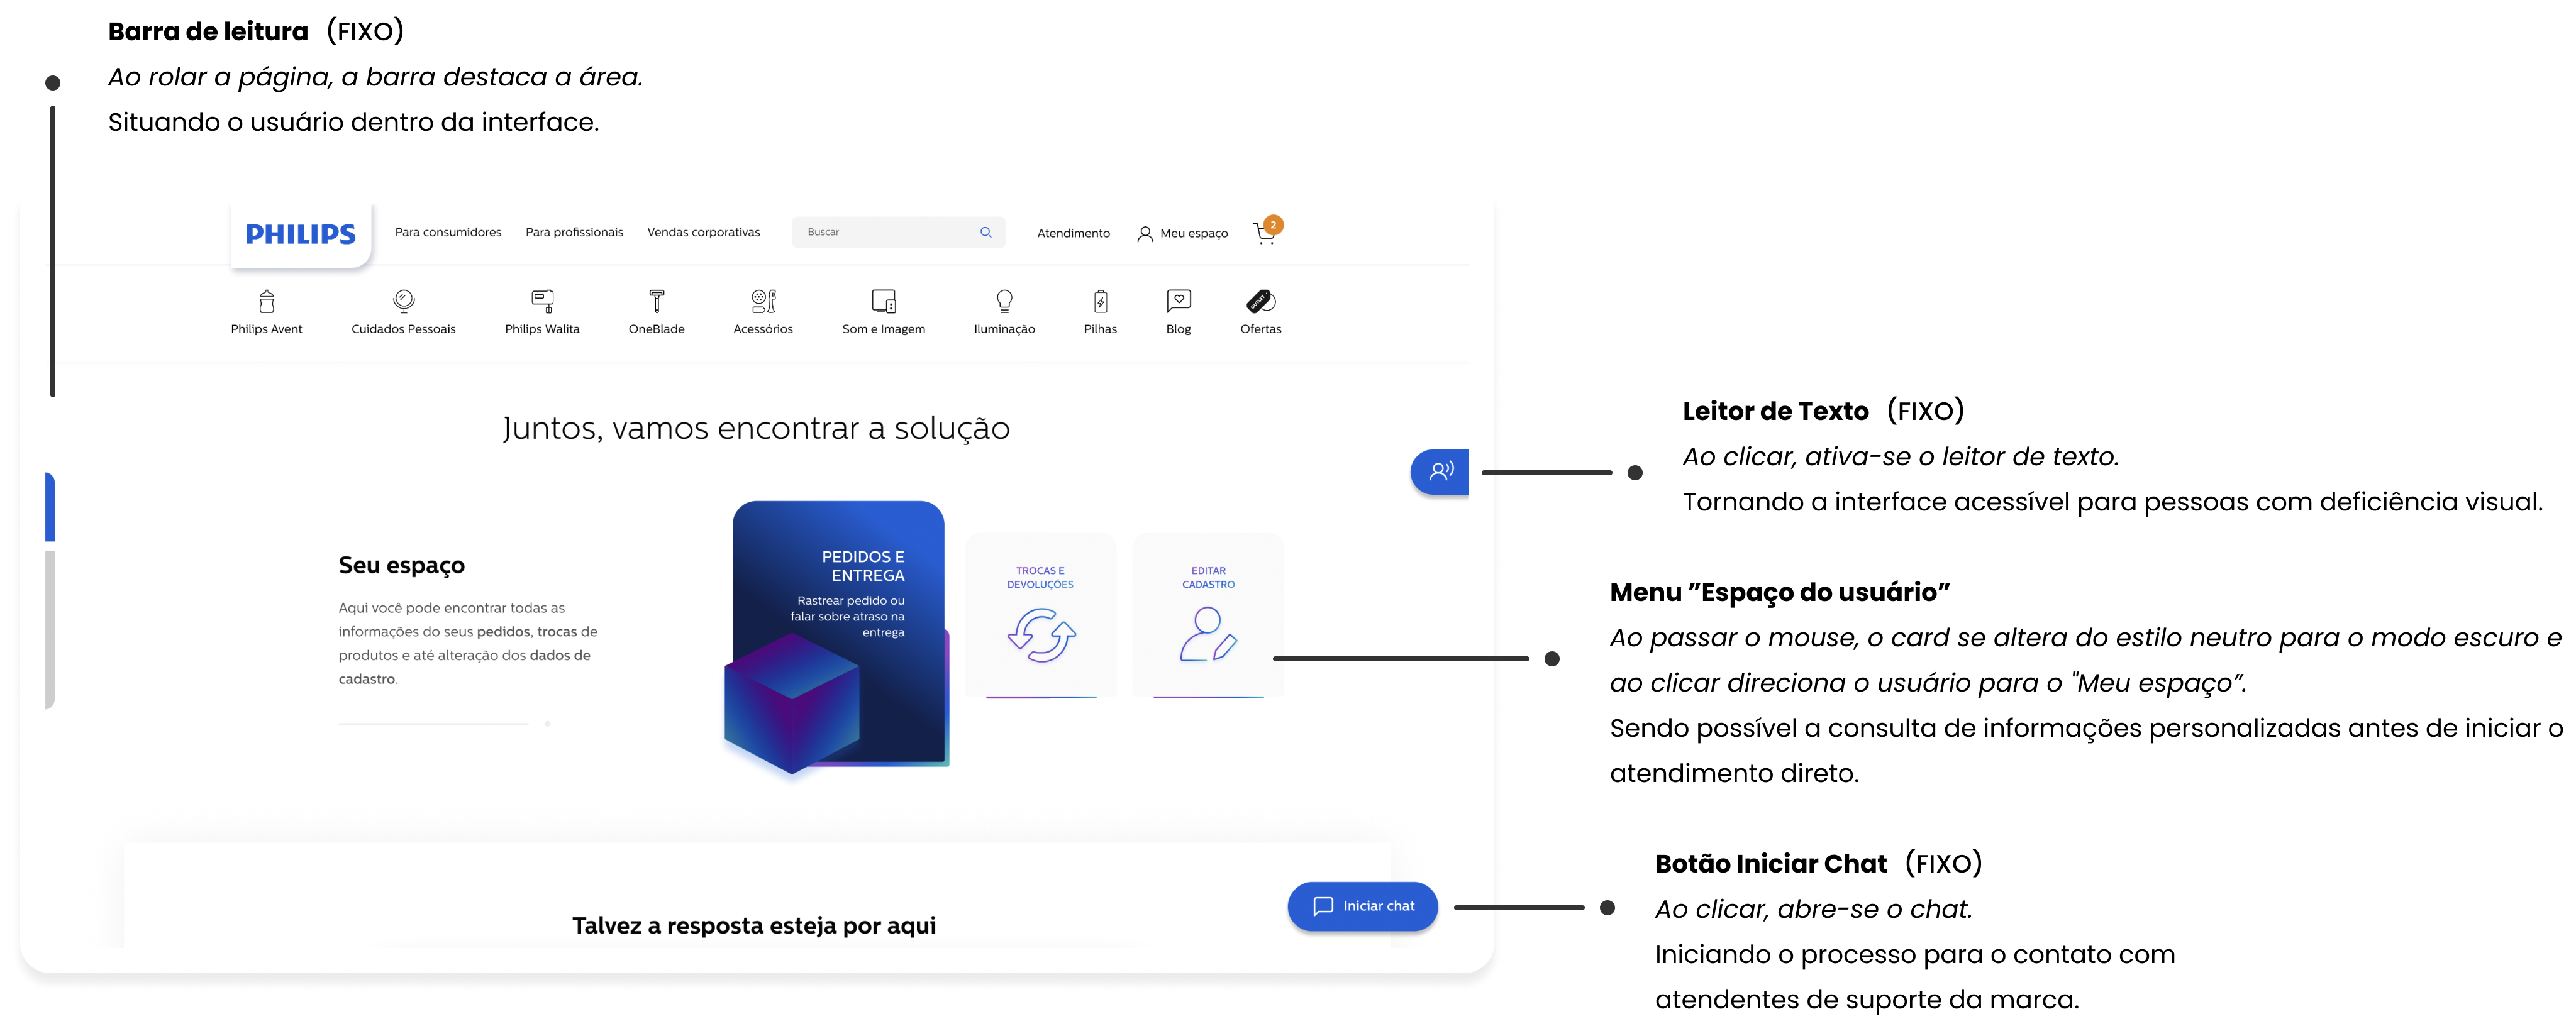 Barra de leitura (FIXO)
Ao rolar a página, a barra destaca a área.
Situando o usuário dentro da interface.
PHILIPS
Para consumidores
Para profissionais
Vendas corporativas
Buscar
Atendimento
Meu espaço
2
Philips Avent
Cuidados Pessoais
Philips Walita
OneBlade
Acessórios
Som e Imagem
Iluminação
Pilhas
Blog
OUTLET
Ofertas
Juntos, vamos encontrar a solução
Seu espaço
Aqui você pode encontrar todas as
informações do seus pedidos, trocas de
produtos e até alteração dos dados de
cadastro.
PEDIDOS E
ENTREGA
Rastrear pedido ou
falar sobre atraso na
entrega
TROCAS E
DEVOLUÇÕES
EDITAR
CADASTRO
Talvez a resposta esteja por aqui
Iniciar chat
Leitor de Texto (FIXO)
Ao clicar, ativa-se o leitor de texto.
Tornando a interface acessível para pessoas com deficiência visual.
Menu ”Espaço do usuário”
Ao passar o mouse, o card se altera do estilo neutro para o modo escuro e
ao clicar direciona o usuário para o "Meu espaço”.
Sendo possível a consulta de informações personalizadas antes de iniciar o
atendimento direto.
Botão Iniciar Chat (FIXO)
Ao clicar, abre-se o chat.
Iniciando o processo para o contato com
atendentes de suporte da marca.